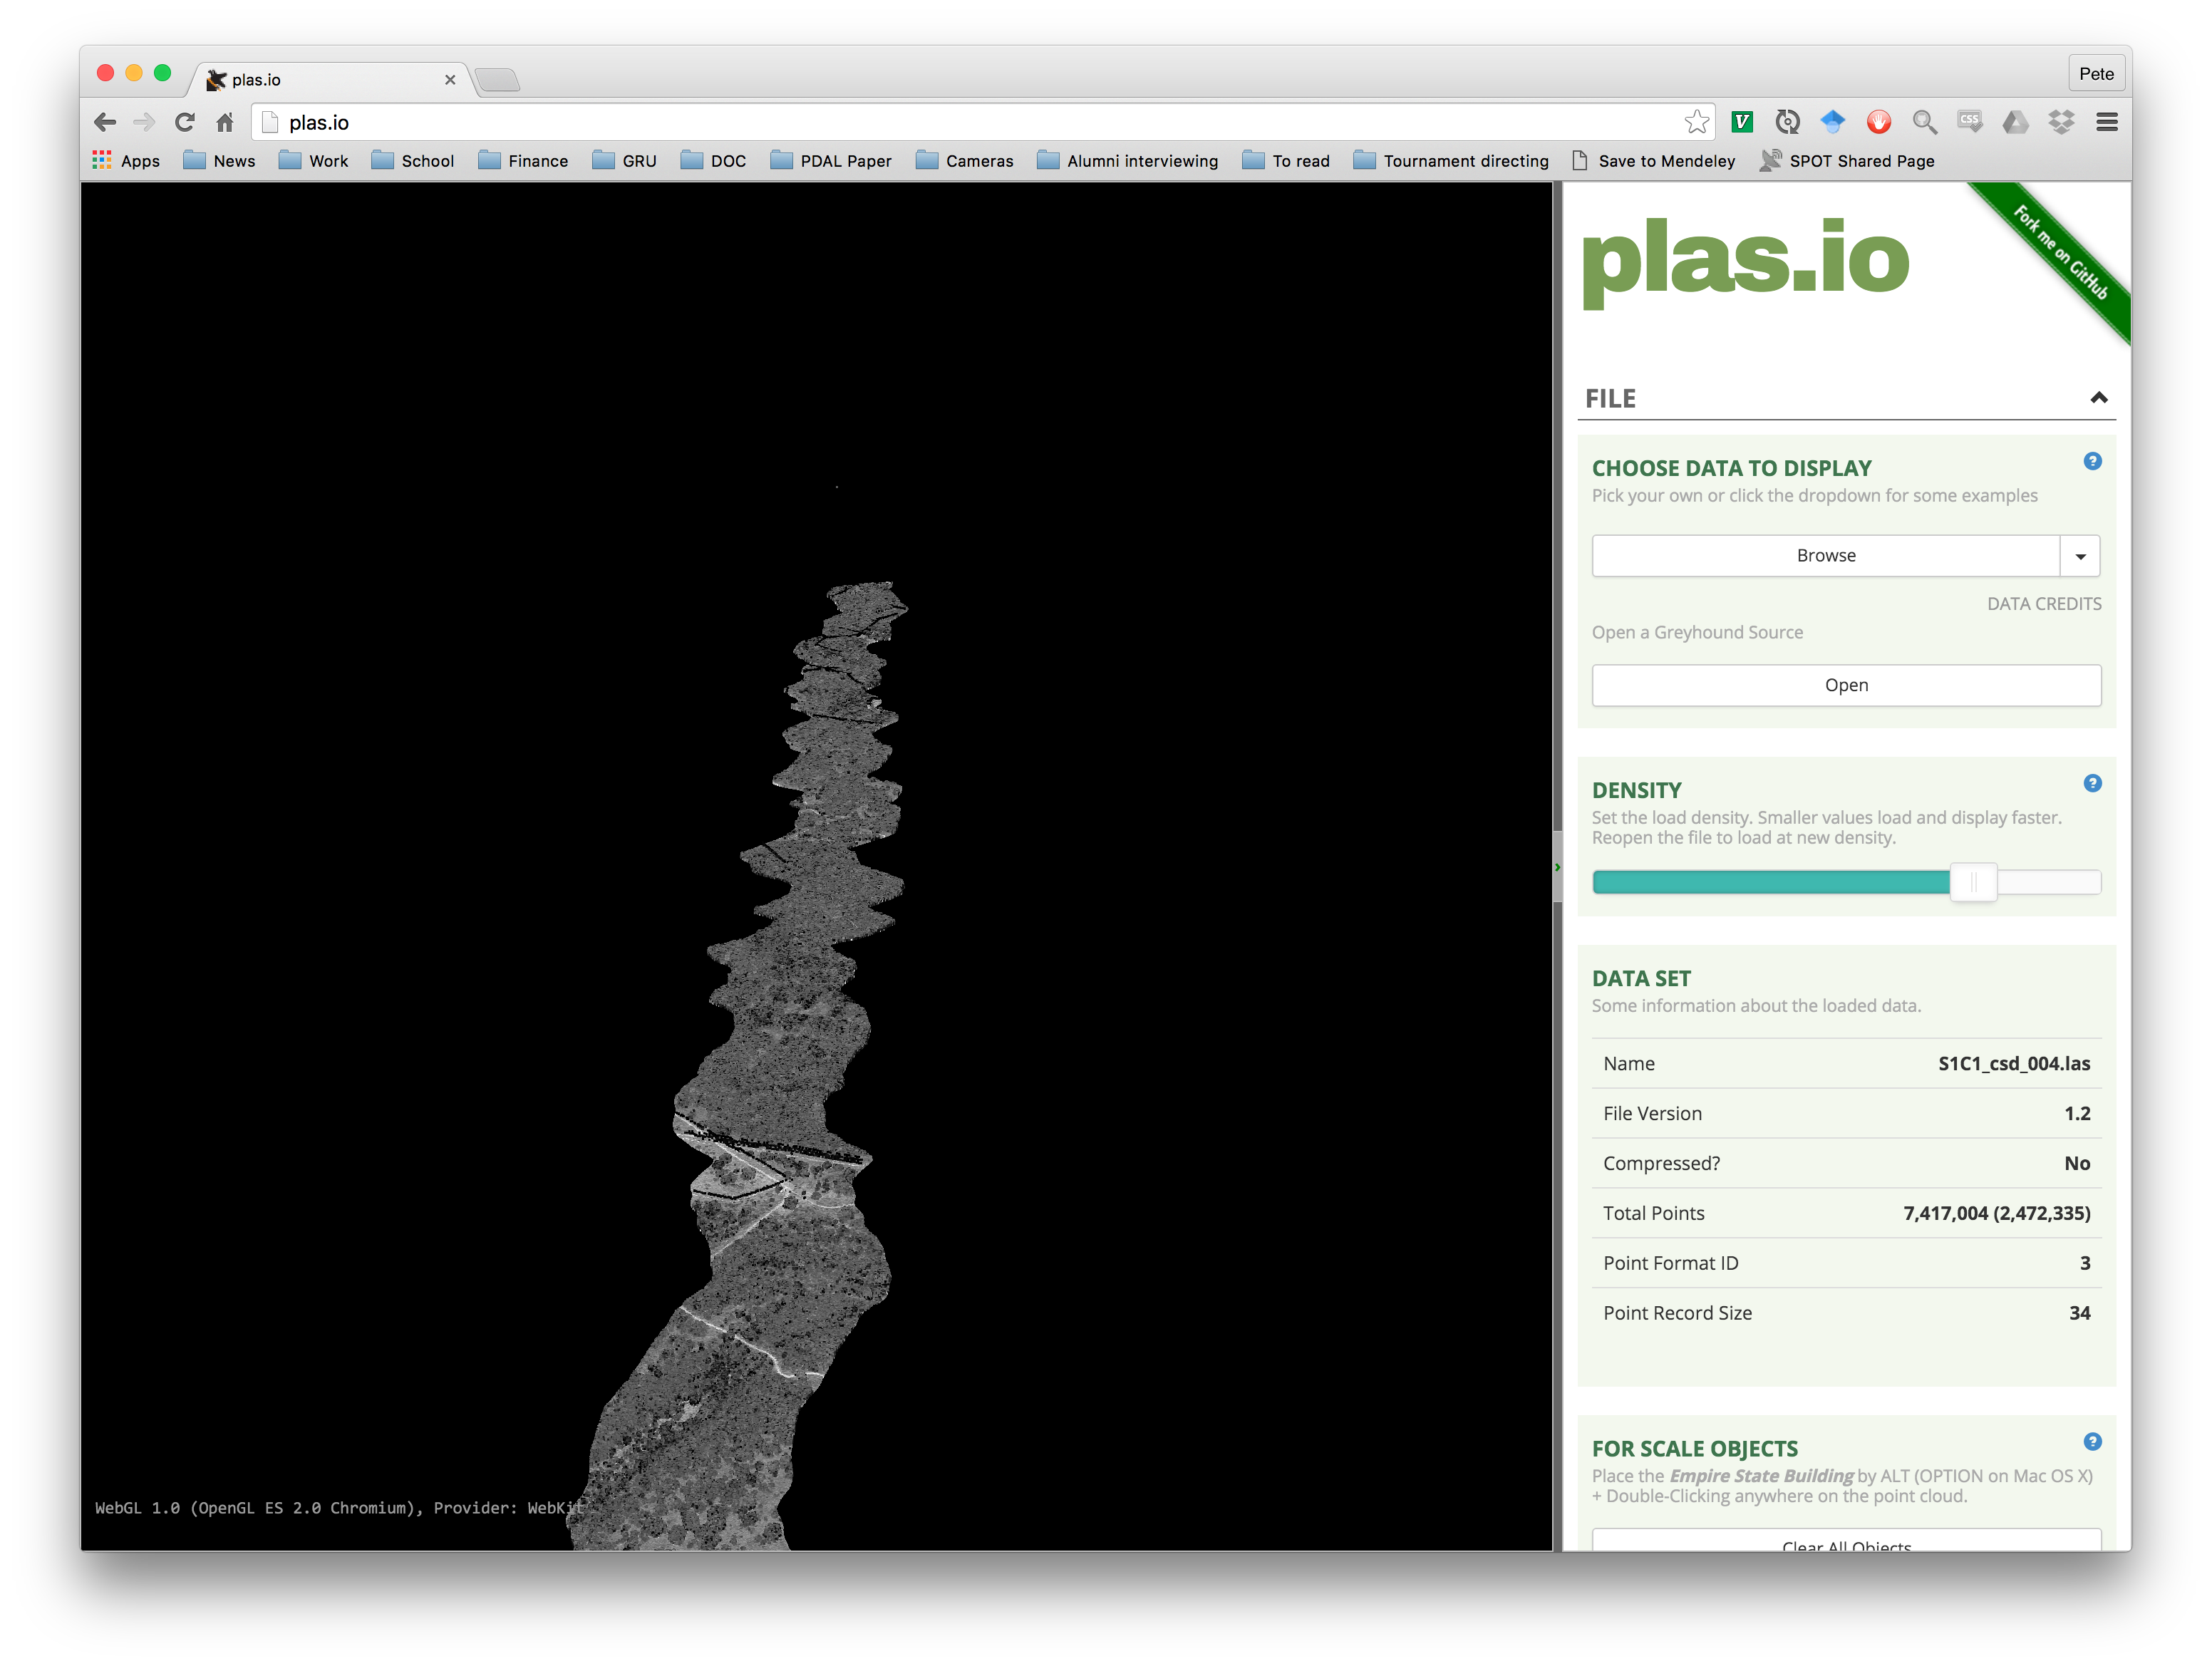 plas.io
Pete
plas.io
Apps News Work School Finance GRU DOC PDAL Paper Cameras Alumni interviewing To read Tournament directing Save to Mendeley SPOT Shared Page
V
CSS
plas.io
Fork me on GitHub
FILE
CHOOSE DATA TO DISPLAY
?
Pick your own or click the dropdown for some examples
Browse
DATA CREDITS
Open a Greyhound Source
Open
DENSITY
?
Set the load density. Smaller values load and display faster.
Reopen the file to load at new density.
DATA SET
Some information about the loaded data.
Name S1C1_csd_004.las
File Version 1.2
Compressed? No
Total Points 7,417,004 (2,472,335)
Point Format ID 3
Point Record Size 34
FOR SCALE OBJECTS
?
Place the Empire State Building by ALT (OPTION on Mac OS X)
+ Double-Clicking anywhere on the point cloud.
Clear All Objects
WebGL 1.0 (OpenGL ES 2.0 Chromium), Provider: WebKit